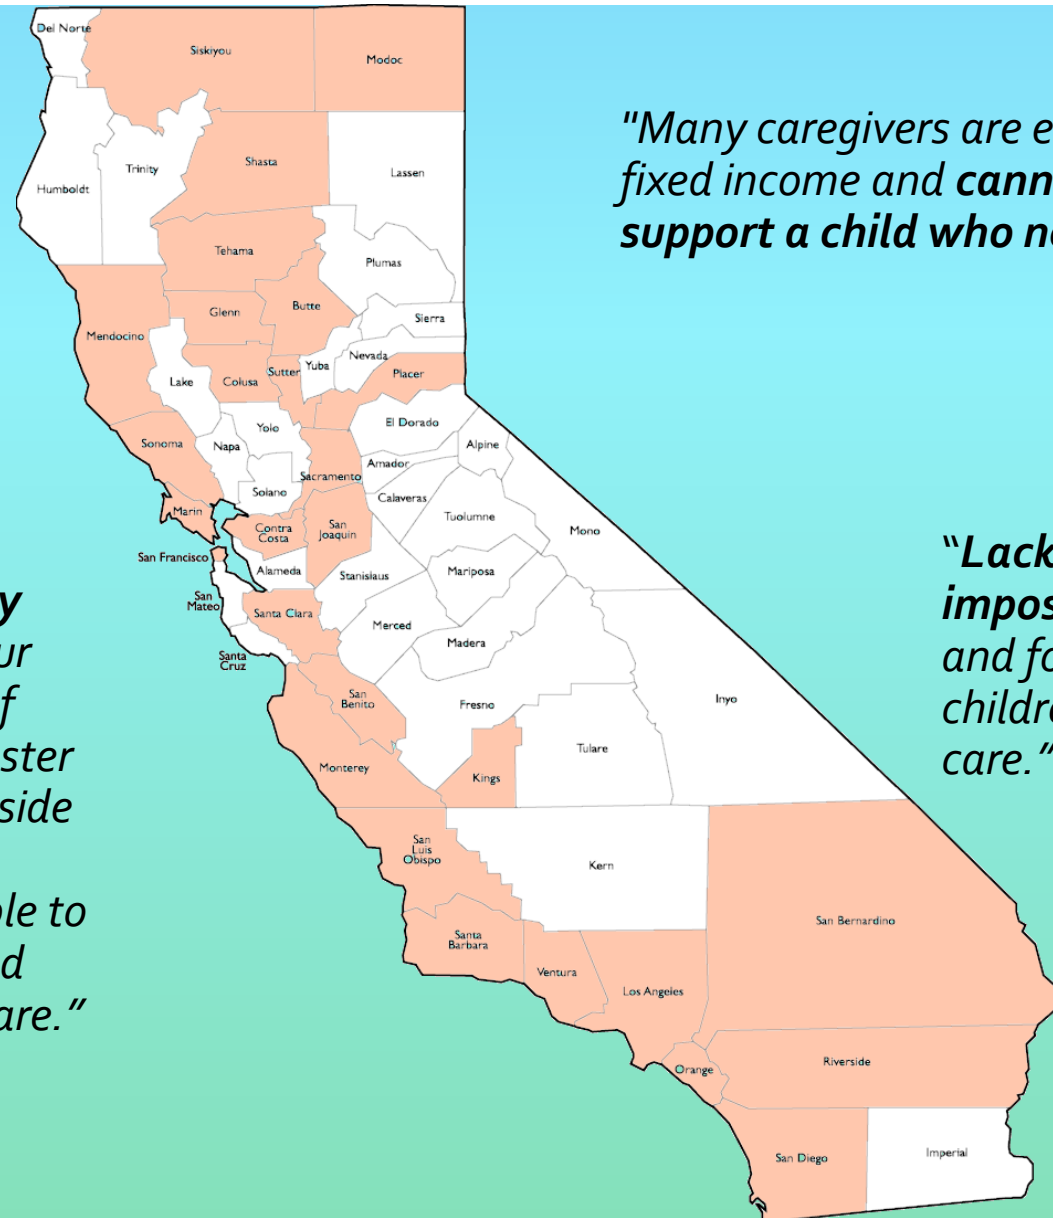 Del Norte
Siskiyou
Modoc
"Many caregivers are e
fixed income and cann
support a child who n
Shasta
Trinity
Lassen
Humboldt
Tehama
Plumas
Butte
Glenn
Sierra
Mendocino
Nevada
Yuba
Sutter
Placer
Lake
Colusa
El Dorado
Yolo
Sonoma
Napa
Alpine
Amador
Sacramento
Solano
Calaveras
Marin
Tuolumne
Contra
Costa
San
Joaquin
Mono
San Francisco
Alameda
Stanislaus
Mariposa
San
Mateo
Santa Clara
Merced
Madera
Santa
Cruz
San
Benito
Fresno
Inyo
Tulare
Monterey
Kings
"Lack
impos
and fo
childre
care."
y
ur
f
ster
side
ple to
d
are."
San
Luis
Obispo
Kern
San Bernardino
Santa
Barbara
Ventura
Los Angeles
Riverside
Orange
San Diego
Imperial